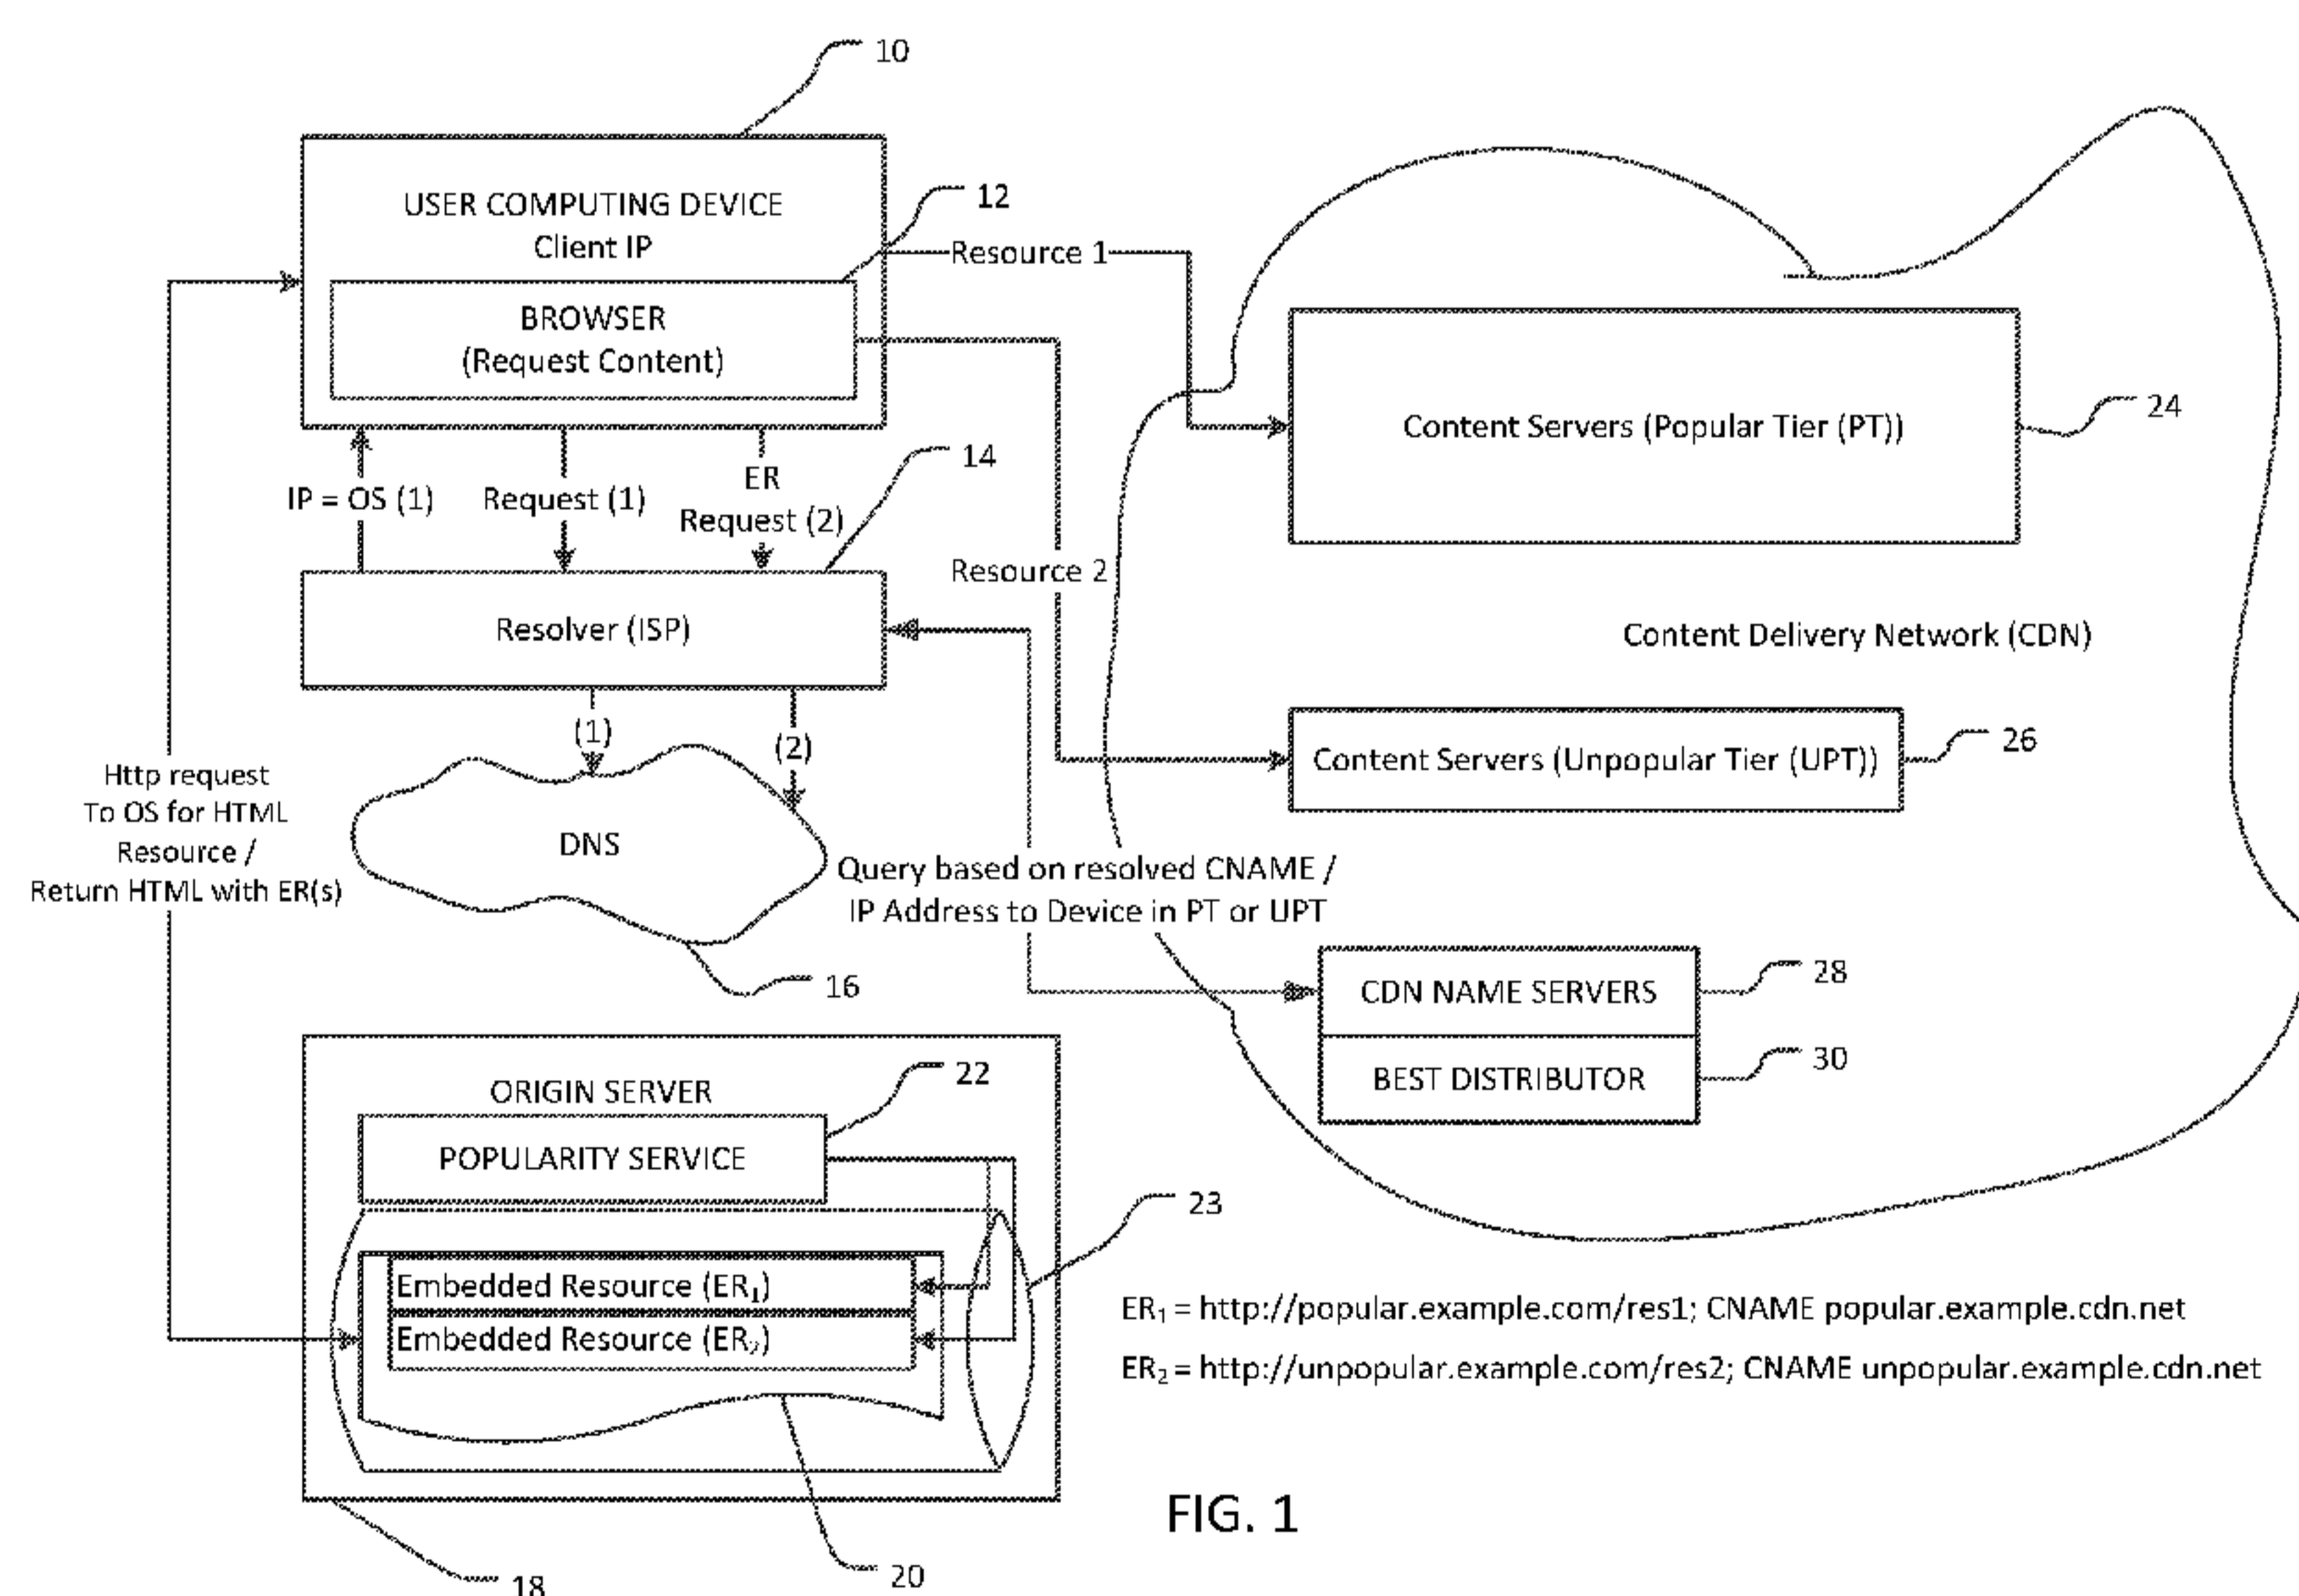 10
USER COMPUTING DEVICE
Client IP
12
BROWSER
(Request Content)
Resource 1
Content Servers (Popular Tier (PT))
24
IP = OS (1)
Request (1)
ER
Request (2)
14
Resource 2
Resolver (ISP)
Content Delivery Network (CDN)
(1)
(2)
Content Servers (Unpopular Tier (UPT))
26
Http request
To OS for HTML
Resource /
Return HTML with ER(s)
DNS
16
Query based on resolved CNAME /
IP Address to Device in PT or UPT
CDN NAME SERVERS
28
BEST DISTRIBUTOR
30
ORIGIN SERVER
22
POPULARITY SERVICE
23
Embedded Resource (ER₁)
Embedded Resource (ER₂)
ER₁ = http://popular.example.com/res1; CNAME popular.example.cdn.net
ER₂ = http://unpopular.example.com/res2; CNAME unpopular.example.cdn.net
18
20
FIG. 1